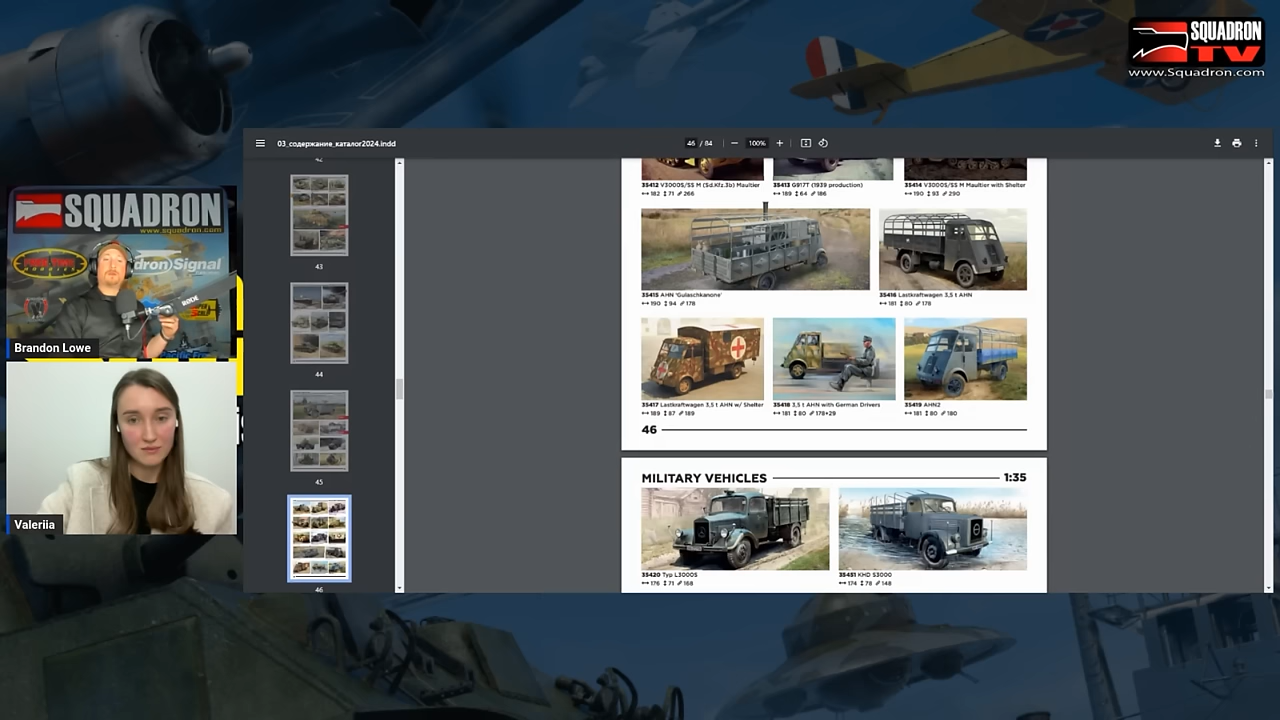 SQUADRON
TV
www.Squadron.com
03_содержание_каталог2024.indd
46 / 84
100%
42
43
44
45
46
35412 V3000S/SS M (Sd.Kfz.3b) Maultier
↔ 182 ↕ 71 266
35413 G917T (1939 production)
↔ 189 ↕ 64 186
35414 V3000S/SS M Maultier with Shelter
↔ 190 ↕ 93 290
35415 AHN 'Gulaschkanone'
↔ 190 ↕ 94 178
35416 Lastkraftwagen 3,5 t AHN
↔ 181 ↕ 80 178
35417 Lastkraftwagen 3,5 t AHN w/ Shelter
↔ 189 ↕ 87 189
35418 3,5 t AHN with German Drivers
↔ 181 ↕ 80 178+29
35419 AHN2
↔ 181 ↕ 80 180
46
MILITARY VEHICLES 1:35
35420 Typ L3000S
↔ 176 ↕ 71 168
35451 KHD S3000
↔ 174 ↕ 78 148
SQUADRON
www.squadron.com
dron/Signal
RODE
Brandon Lowe
Valeriia